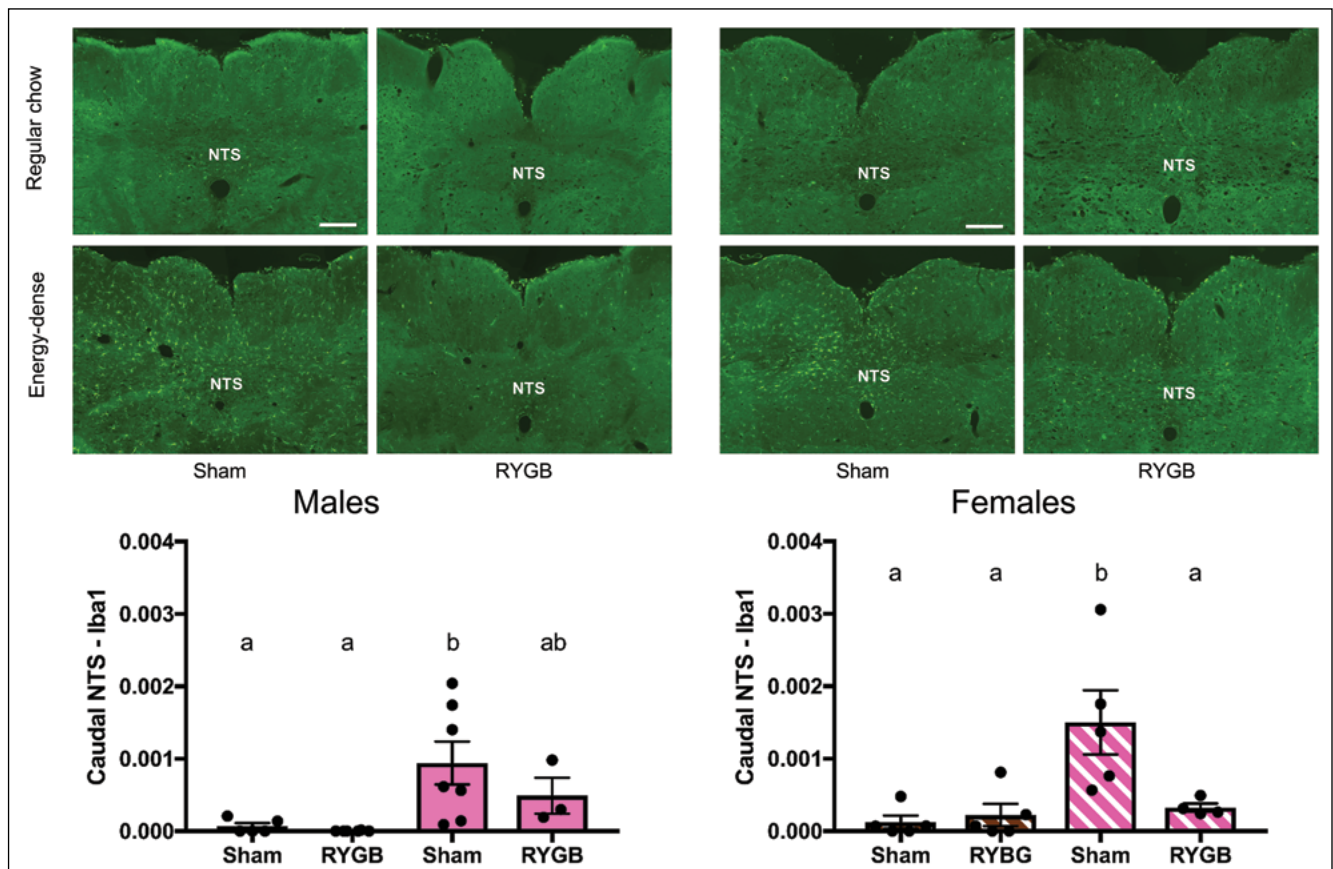 Regular chow
NTS
NTS
NTS
NTS
Energy-dense
NTS
NTS
NTS
NTS
Sham
RYGB
Sham
RYGB
Males
Females
Caudal NTS - Iba1
0.004
0.003
0.002
0.001
0.000
a
a
b
ab
Sham
RYGB
Sham
RYGB
Caudal NTS - Iba1
0.004
0.003
0.002
0.001
0.000
a
a
b
a
Sham
RYBG
Sham
RYGB